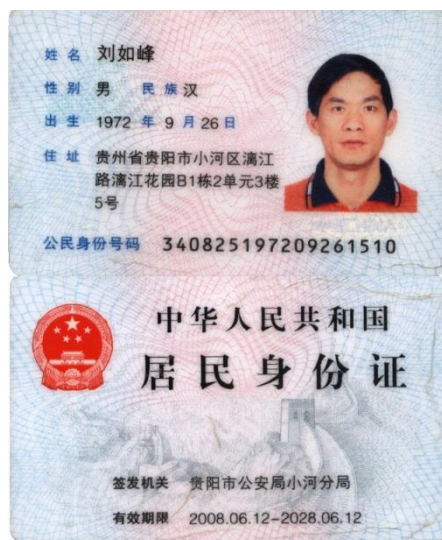 姓名 刘如峰
性别 男 民族 汉
出生 1972 年 9 月 26 日
住址 贵州省贵阳市小河区漓江
路漓江花园B1栋2单元3楼
5号
公民身份号码 340825197209261510
中华人民共和国
居民身份证
签发机关 贵阳市公安局小河分局
有效期限 2008.06.12-2028.06.12